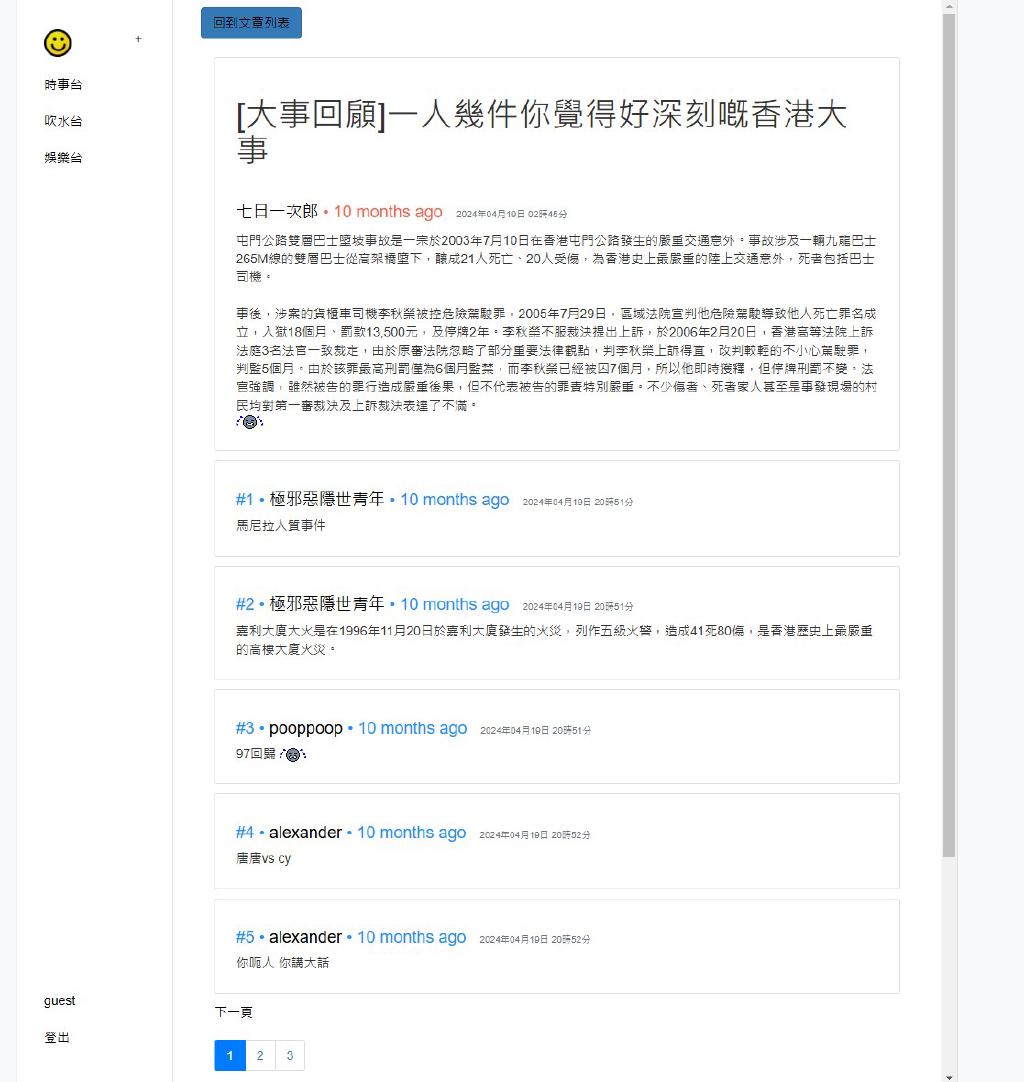 回到文章列表
+
時事台
吹水台
娛樂台
[大事回顧]一人幾件你覺得好深刻嘅香港大
事
七日一次郎 • 10 months ago 2024年04月19日 02時45分
屯門公路雙層巴士墮坡事故是一宗於2003年7月10日在香港屯門公路發生的嚴重交通意外。事故涉及一輛九龍巴士
265M線的雙層巴士從高架橋墮下，釀成21人死亡、20人受傷，為香港史上最嚴重的陸上交通意外，死者包括巴士
司機。
事後，涉案的貨櫃車司機李秋榮被控危險駕駛罪，2005年7月29日，區域法院宣判他危險駕駛導致他人死亡罪名成
立，入獄18個月、罰款13,500元，及停牌2年。李秋榮不服裁決提出上訴，於2006年2月20日，香港高等法院上訴
法庭3名法官一致裁定，由於原審法院忽略了部分重要法律觀點，判李秋榮上訴得直，改判較輕的不小心駕駛罪，
判監5個月。由於該罪最高刑罰僅為6個月監禁，而李秋榮已經被囚7個月，所以他即時獲釋，但停牌刑罰不變。法
官強調，雖然被告的罪行造成嚴重後果，但不代表被告的罪責特別嚴重。不少傷者、死者家人甚至是事發現場的村
民均對第一審裁決及上訴裁決表達了不滿。
#1 • 極邪惡隱世青年 • 10 months ago 2024年04月19日 20時51分
馬尼拉人質事件
#2 • 極邪惡隱世青年 • 10 months ago 2024年04月19日 20時51分
嘉利大廈大火是在1996年11月20日於嘉利大廈發生的火災，列作五級火警，造成41死80傷，是香港歷史上最嚴重
的高樓大廈火災。
#3 • pooppoop • 10 months ago 2024年04月19日 20時51分
97回歸
#4 • alexander • 10 months ago 2024年04月19日 20時52分
唐唐vs cy
#5 • alexander • 10 months ago 2024年04月19日 20時52分
你呃人 你講大話
guest
下一頁
登出
1 2 3